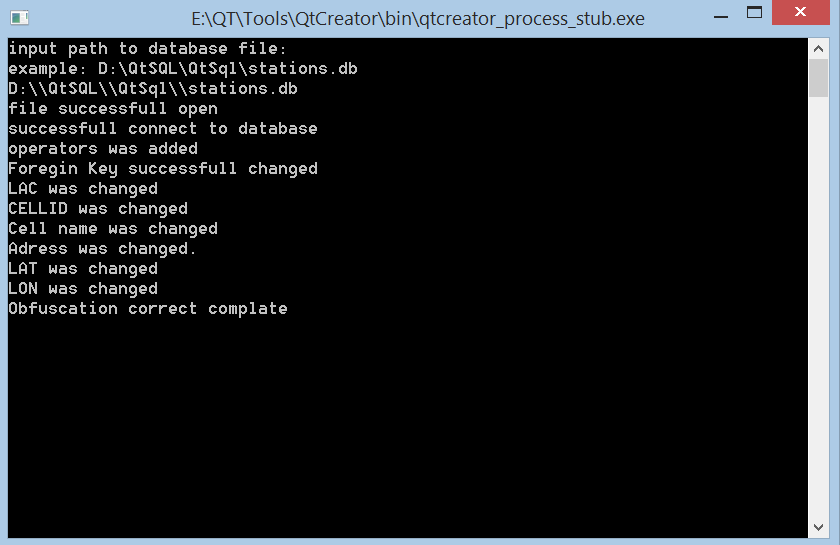 E:\QT\Tools\QtCreator\bin\qtcreator_process_stub.exe
input path to database file:
example: D:\QtSQL\QtSql\stations.db
D:\\QtSQL\\QtSql\\stations.db
file successfull open
successfull connect to database
operators was added
Foregin Key successfull changed
LAC was changed
CELLID was changed
Cell name was changed
Adress was changed.
LAT was changed
LON was changed
Obfuscation correct complate